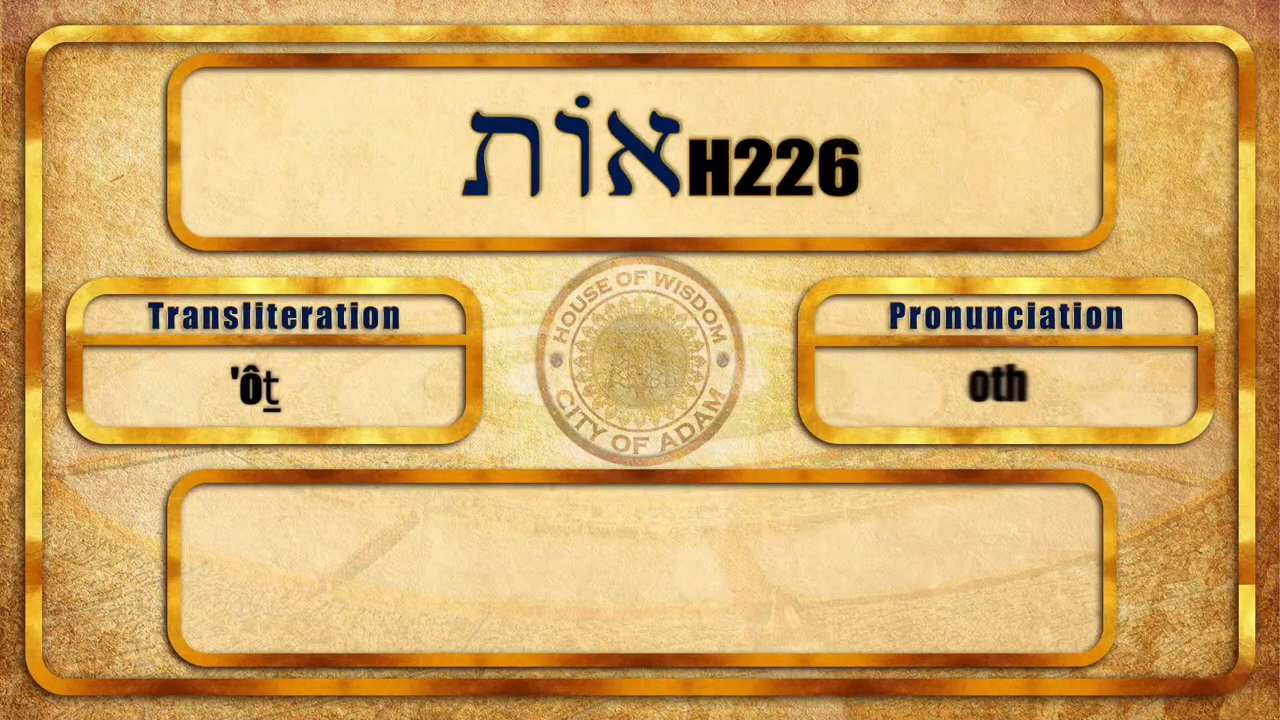 אוֹת H226
Transliteration
'ôṯ
HOUSE OF WISDOM
CITY OF ADAM
Pronunciation
oth